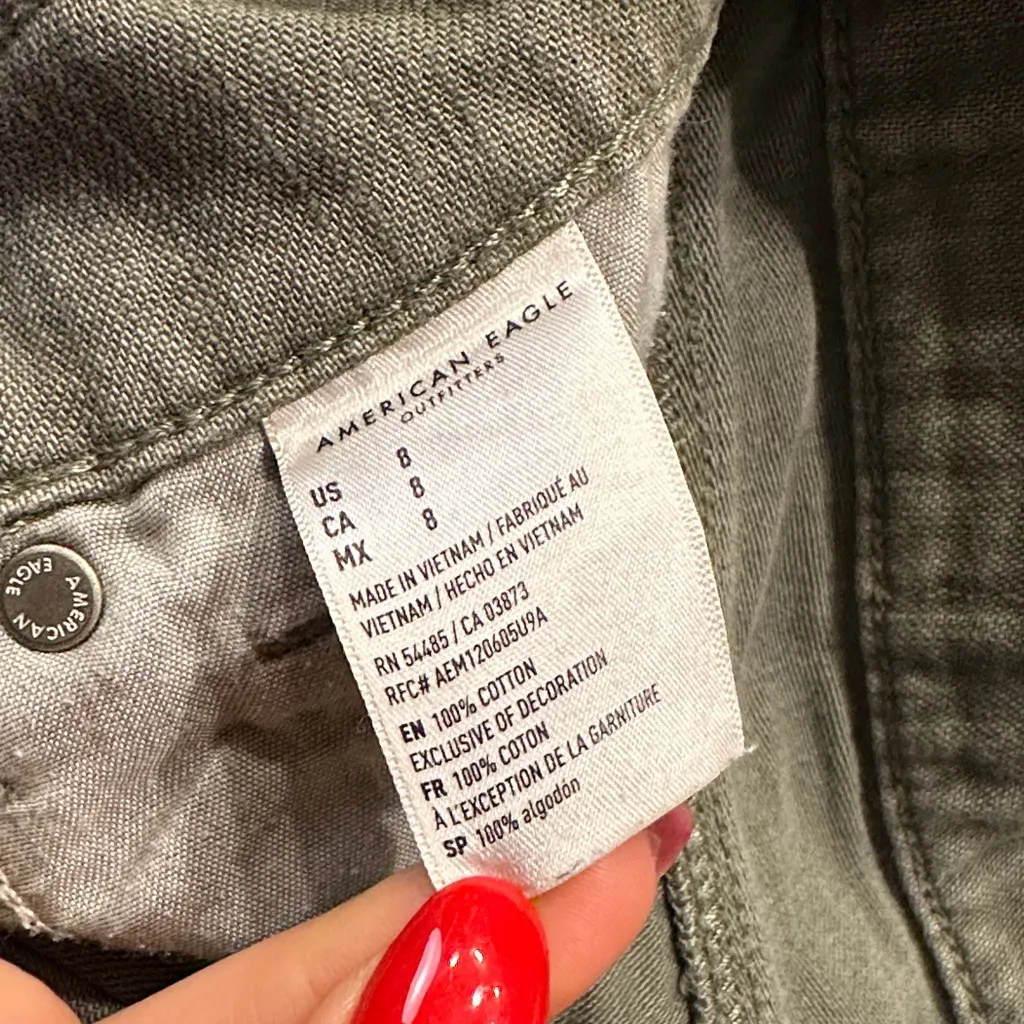 AMERICAN EAGLE
OUTFITTERS
US 8
CA 8
MX 8
MADE IN VIETNAM / FABRIQUÉ AU
VIETNAM / HECHO EN VIETNAM
RN 54485 / CA 03873
RFC# AEM120605U9A
EN 100% COTTON
EXCLUSIVE OF DECORATION
FR 100% COTON
À L'EXCEPTION DE LA GARNITURE
SP 100% algodón
AMERICAN EAGLE